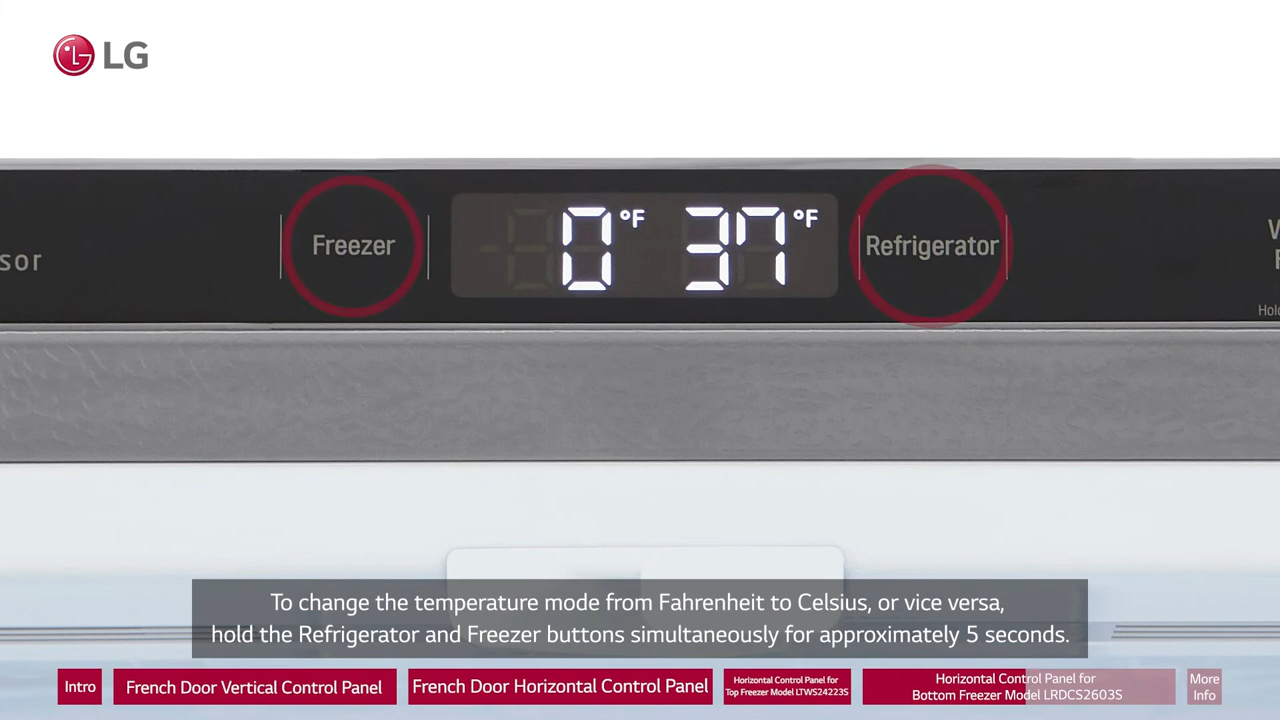 LG
sor
Freezer
0 °F 37 °F
Refrigerator
Hol
To change the temperature mode from Fahrenheit to Celsius, or vice versa,
hold the Refrigerator and Freezer buttons simultaneously for approximately 5 seconds.
Intro
French Door Vertical Control Panel
French Door Horizontal Control Panel
Horizontal Control Panel for
Top Freezer Model LTWS24223S
Horizontal Control Panel for
Bottom Freezer Model LRDCS2603S
More
Info